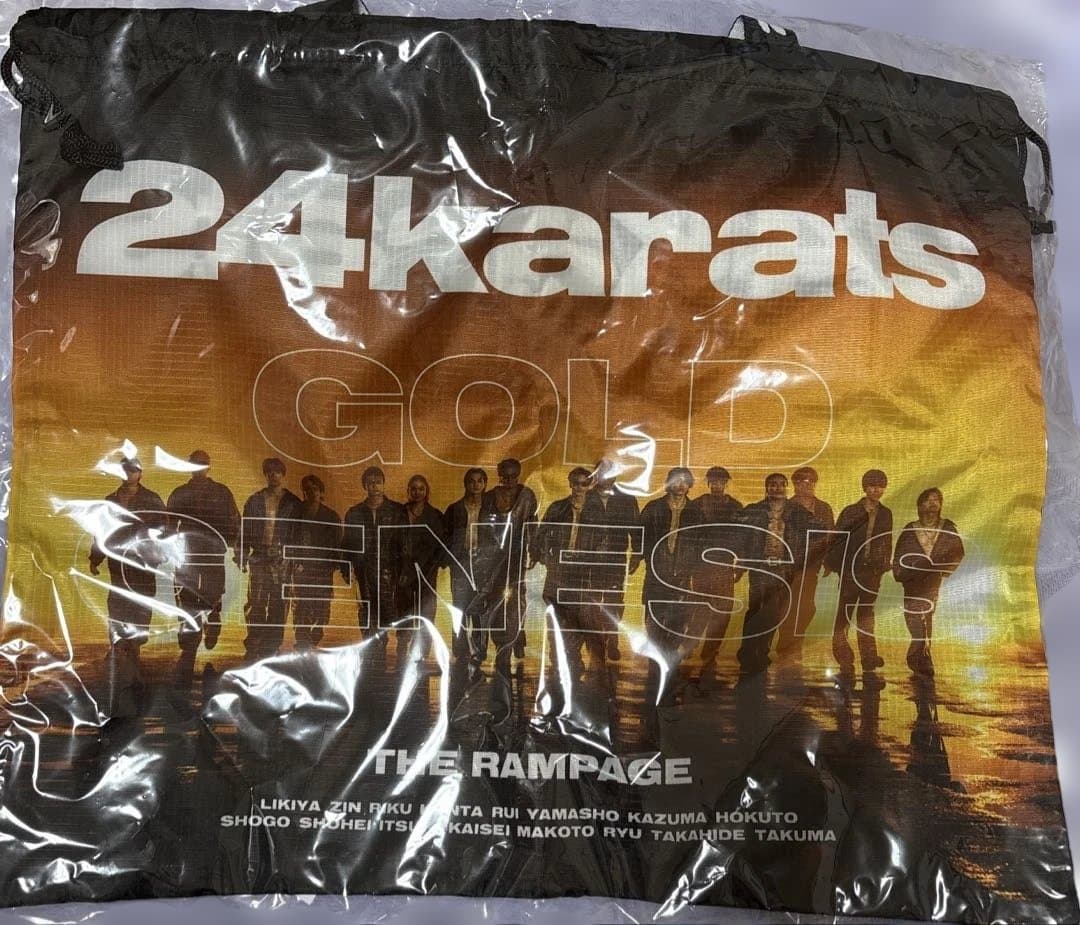 24karats
GOLD
GENESIS
THE RAMPAGE
LIKIYA ZIN RIKU RUI YAMASHO KAZUMA HOKUTO
SHOGO SHOHEI KAISEI MAKOTO RYU TAKAHIDE TAKUMA